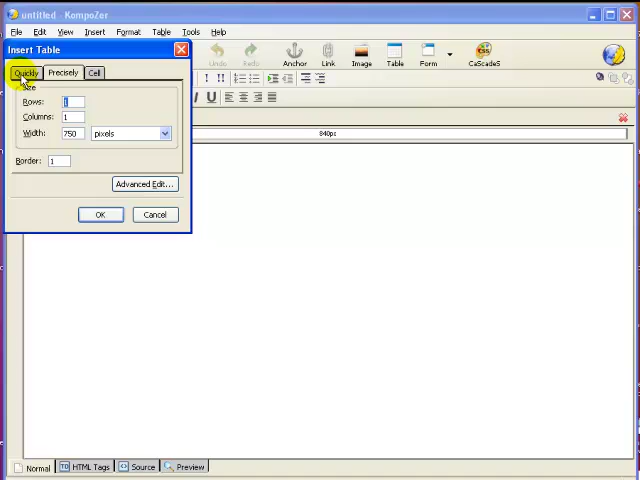 untitled - KompoZer
File Edit View Insert Format Table Tools Help
Insert Table
Undo Redo Anchor Link Image Table Form CaScadeS
Quickly Precisely Cell
Size
Rows: 1
Columns: 1
Width: 750 pixels
840px
Border: 1
Advanced Edit...
OK Cancel
Normal HTML Tags Source Preview